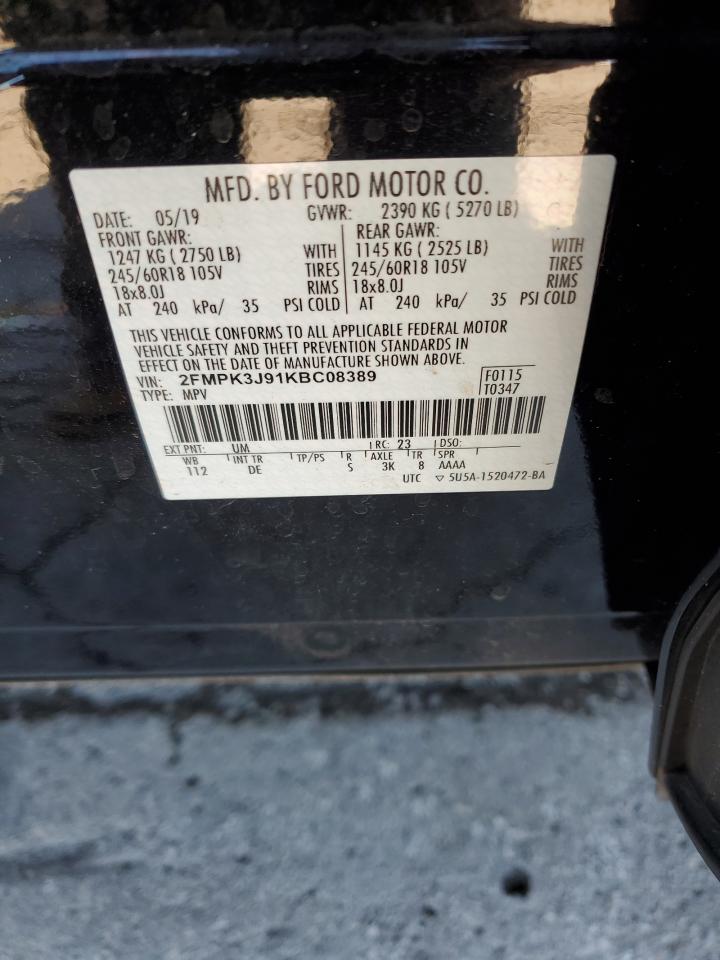 MFD. BY FORD MOTOR CO.
DATE: 05/19 GVWR: 2390 KG ( 5270 LB)
FRONT GAWR: REAR GAWR:
1247 KG ( 2750 LB) WITH 1145 KG ( 2525 LB) WITH
245/60R18 105V TIRES 245/60R18 105V TIRES
18x8.0J RIMS 18x8.0J RIMS
AT 240 kPa/ 35 PSI COLD AT 240 kPa/ 35 PSI COLD
THIS VEHICLE CONFORMS TO ALL APPLICABLE FEDERAL MOTOR
VEHICLE SAFETY AND THEFT PREVENTION STANDARDS IN
EFFECT ON THE DATE OF MANUFACTURE SHOWN ABOVE.
VIN: 2FMPK3J91KBC08389 F0115
TYPE: MPV T0347
EXT PNT: UM RC: 23 DSO:
WB INT TR TP/PS R AXLE TR SPR
112 DE S 3K 8 AAAA
UTC ▽ 5U5A-1520472-BA